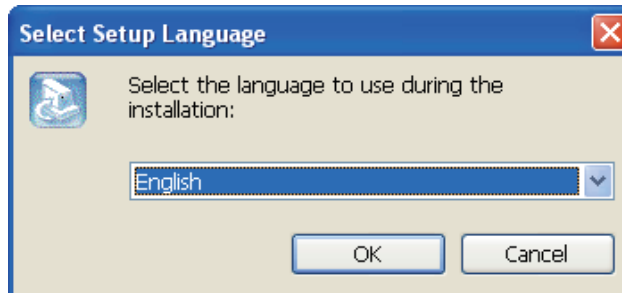 Select Setup Language
Select the language to use during the
installation:
English
OK
Cancel